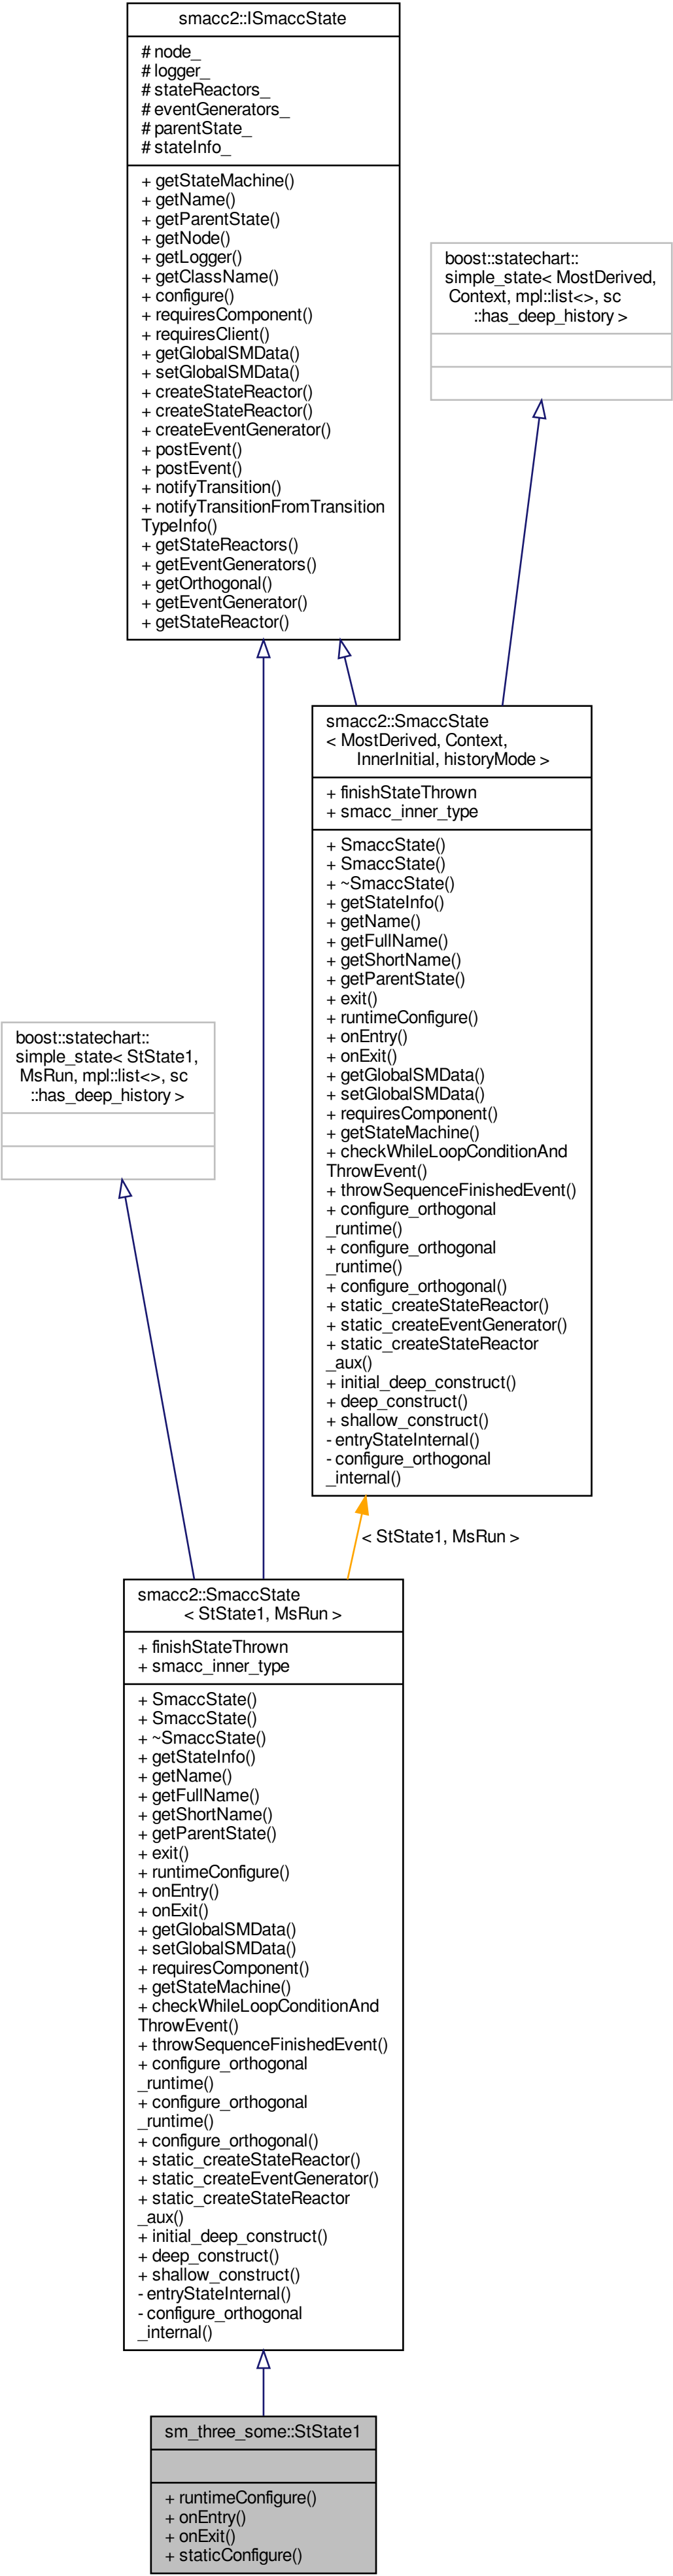 smacc2::ISmaccState
# node_
# logger_
# stateReactors_
# eventGenerators_
# parentState_
# stateInfo_
+ getStateMachine()
+ getName()
+ getParentState()
+ getNode()
+ getLogger()
+ getClassName()
+ configure()
+ requiresComponent()
+ requiresClient()
+ getGlobalSMData()
+ setGlobalSMData()
+ createStateReactor()
+ createStateReactor()
+ createEventGenerator()
+ postEvent()
+ postEvent()
+ notifyTransition()
+ notifyTransitionFromTransition
TypeInfo()
+ getStateReactors()
+ getEventGenerators()
+ getOrthogonal()
+ getEventGenerator()
+ getStateReactor()
boost::statechart::
simple_state< MostDerived,
Context, mpl::list<>, sc
::has_deep_history >
smacc2::SmaccState
< MostDerived, Context,
InnerInitial, historyMode >
+ finishStateThrown
+ smacc_inner_type
+ SmaccState()
+ SmaccState()
+ ~SmaccState()
+ getStateInfo()
+ getName()
+ getFullName()
+ getShortName()
+ getParentState()
+ exit()
+ runtimeConfigure()
+ onEntry()
+ onExit()
+ getGlobalSMData()
+ setGlobalSMData()
+ requiresComponent()
+ getStateMachine()
+ checkWhileLoopConditionAnd
ThrowEvent()
+ throwSequenceFinishedEvent()
+ configure_orthogonal
_runtime()
+ configure_orthogonal
_runtime()
+ configure_orthogonal()
+ static_createStateReactor()
+ static_createEventGenerator()
+ static_createStateReactor
_aux()
+ initial_deep_construct()
+ deep_construct()
+ shallow_construct()
- entryStateInternal()
- configure_orthogonal
_internal()
boost::statechart::
simple_state< StState1,
MsRun, mpl::list<>, sc
::has_deep_history >
< StState1, MsRun >
smacc2::SmaccState
< StState1, MsRun >
+ finishStateThrown
+ smacc_inner_type
+ SmaccState()
+ SmaccState()
+ ~SmaccState()
+ getStateInfo()
+ getName()
+ getFullName()
+ getShortName()
+ getParentState()
+ exit()
+ runtimeConfigure()
+ onEntry()
+ onExit()
+ getGlobalSMData()
+ setGlobalSMData()
+ requiresComponent()
+ getStateMachine()
+ checkWhileLoopConditionAnd
ThrowEvent()
+ throwSequenceFinishedEvent()
+ configure_orthogonal
_runtime()
+ configure_orthogonal
_runtime()
+ configure_orthogonal()
+ static_createStateReactor()
+ static_createEventGenerator()
+ static_createStateReactor
_aux()
+ initial_deep_construct()
+ deep_construct()
+ shallow_construct()
- entryStateInternal()
- configure_orthogonal
_internal()
sm_three_some::StState1
+ runtimeConfigure()
+ onEntry()
+ onExit()
+ staticConfigure()